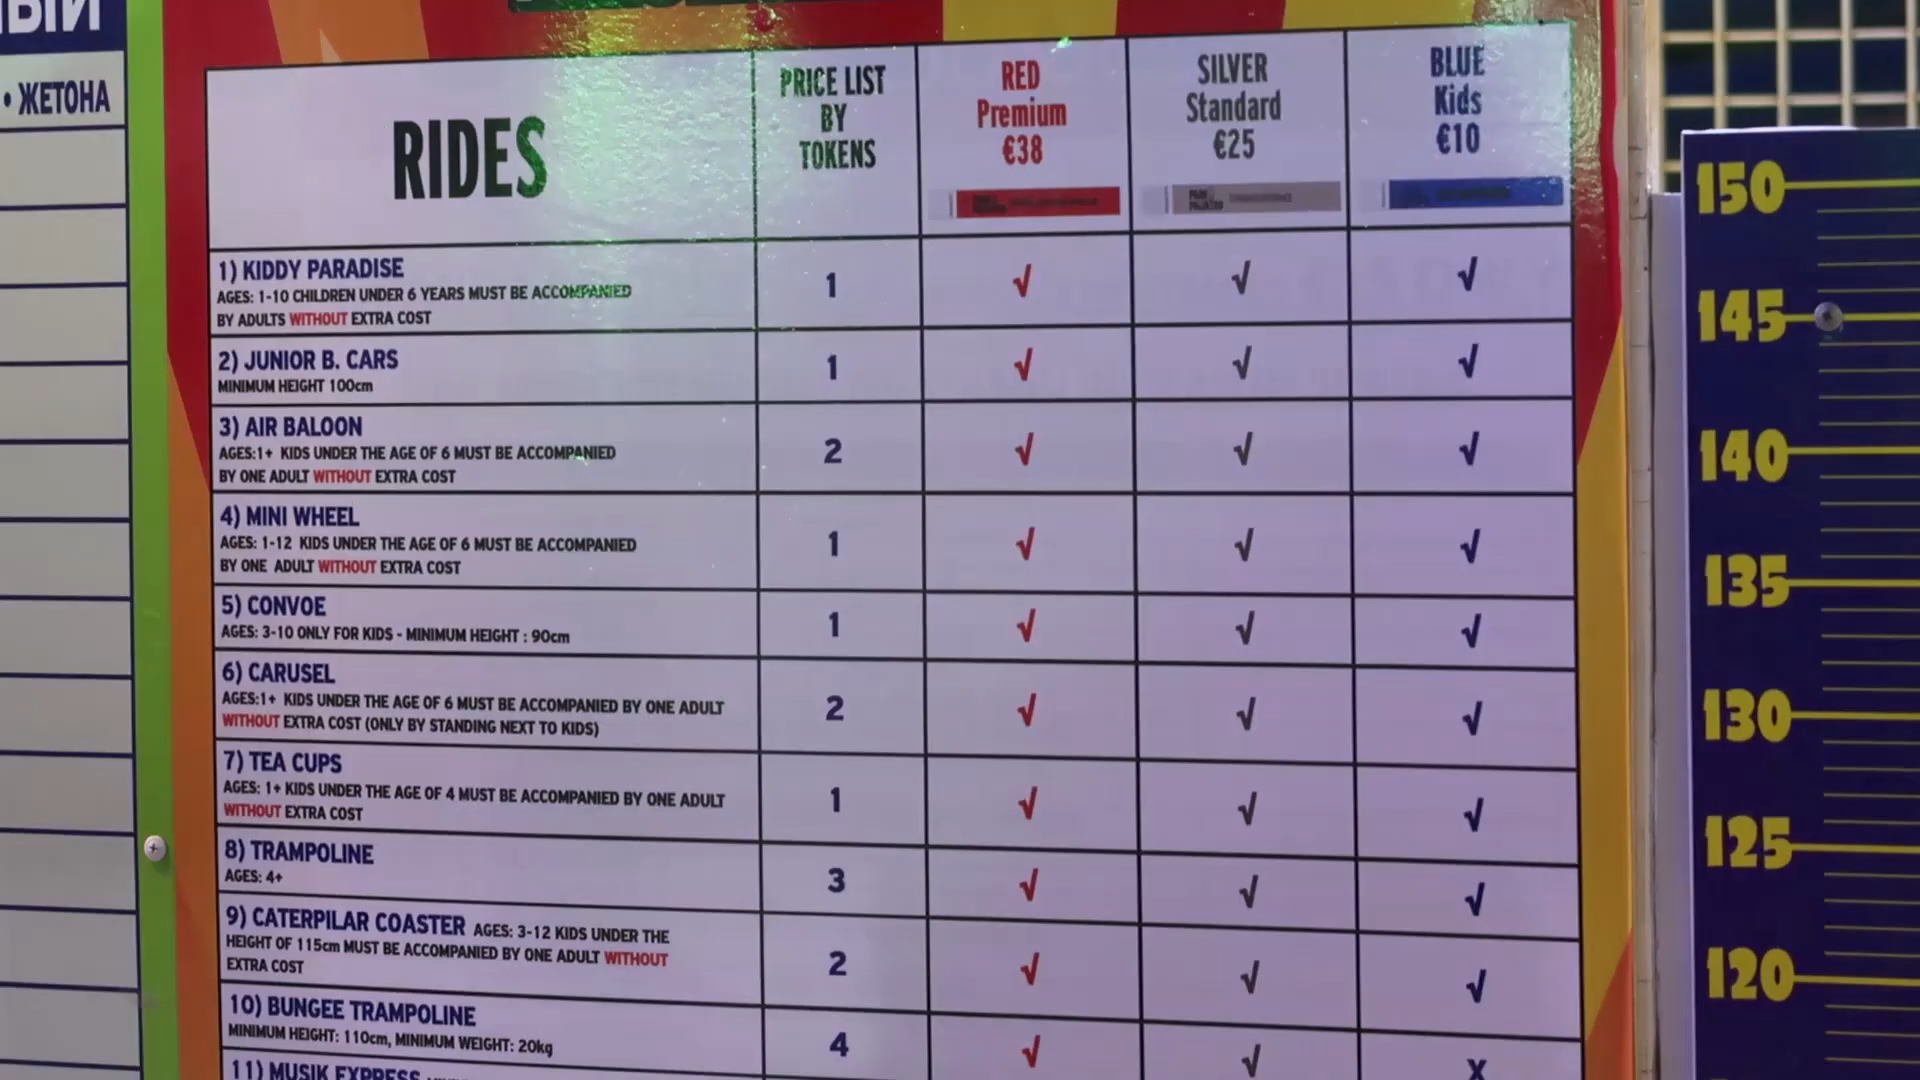 ЫЙ
• ЖЕТОНА
RIDES
PRICE LIST
BY
TOKENS
RED
Premium
€38
SILVER
Standard
€25
BLUE
Kids
€10
1) KIDDY PARADISE
AGES: 1-10 CHILDREN UNDER 6 YEARS MUST BE ACCOMPANIED
BY ADULTS WITHOUT EXTRA COST
1 √ √ √
2) JUNIOR B. CARS
MINIMUM HEIGHT 100cm
1 √ √ √
3) AIR BALOON
AGES:1+ KIDS UNDER THE AGE OF 6 MUST BE ACCOMPANIED
BY ONE ADULT WITHOUT EXTRA COST
2 √ √ √
4) MINI WHEEL
AGES: 1-12 KIDS UNDER THE AGE OF 6 MUST BE ACCOMPANIED
BY ONE ADULT WITHOUT EXTRA COST
1 √ √ √
5) CONVOE
AGES: 3-10 ONLY FOR KIDS - MINIMUM HEIGHT : 90cm
1 √ √ √
6) CARUSEL
AGES:1+ KIDS UNDER THE AGE OF 6 MUST BE ACCOMPANIED BY ONE ADULT
WITHOUT EXTRA COST (ONLY BY STANDING NEXT TO KIDS)
2 √ √ √
7) TEA CUPS
AGES: 1+ KIDS UNDER THE AGE OF 4 MUST BE ACCOMPANIED BY ONE ADULT
WITHOUT EXTRA COST
1 √ √ √
8) TRAMPOLINE
AGES: 4+
3 √ √ √
9) CATERPILAR COASTER AGES: 3-12 KIDS UNDER THE
HEIGHT OF 115cm MUST BE ACCOMPANIED BY ONE ADULT WITHOUT
EXTRA COST
2 √ √ √
10) BUNGEE TRAMPOLINE
MINIMUM HEIGHT: 110cm, MINIMUM WEIGHT: 20kg
4 √ √ X
11) MUSIK EXPRESS
150
145
140
135
130
125
120